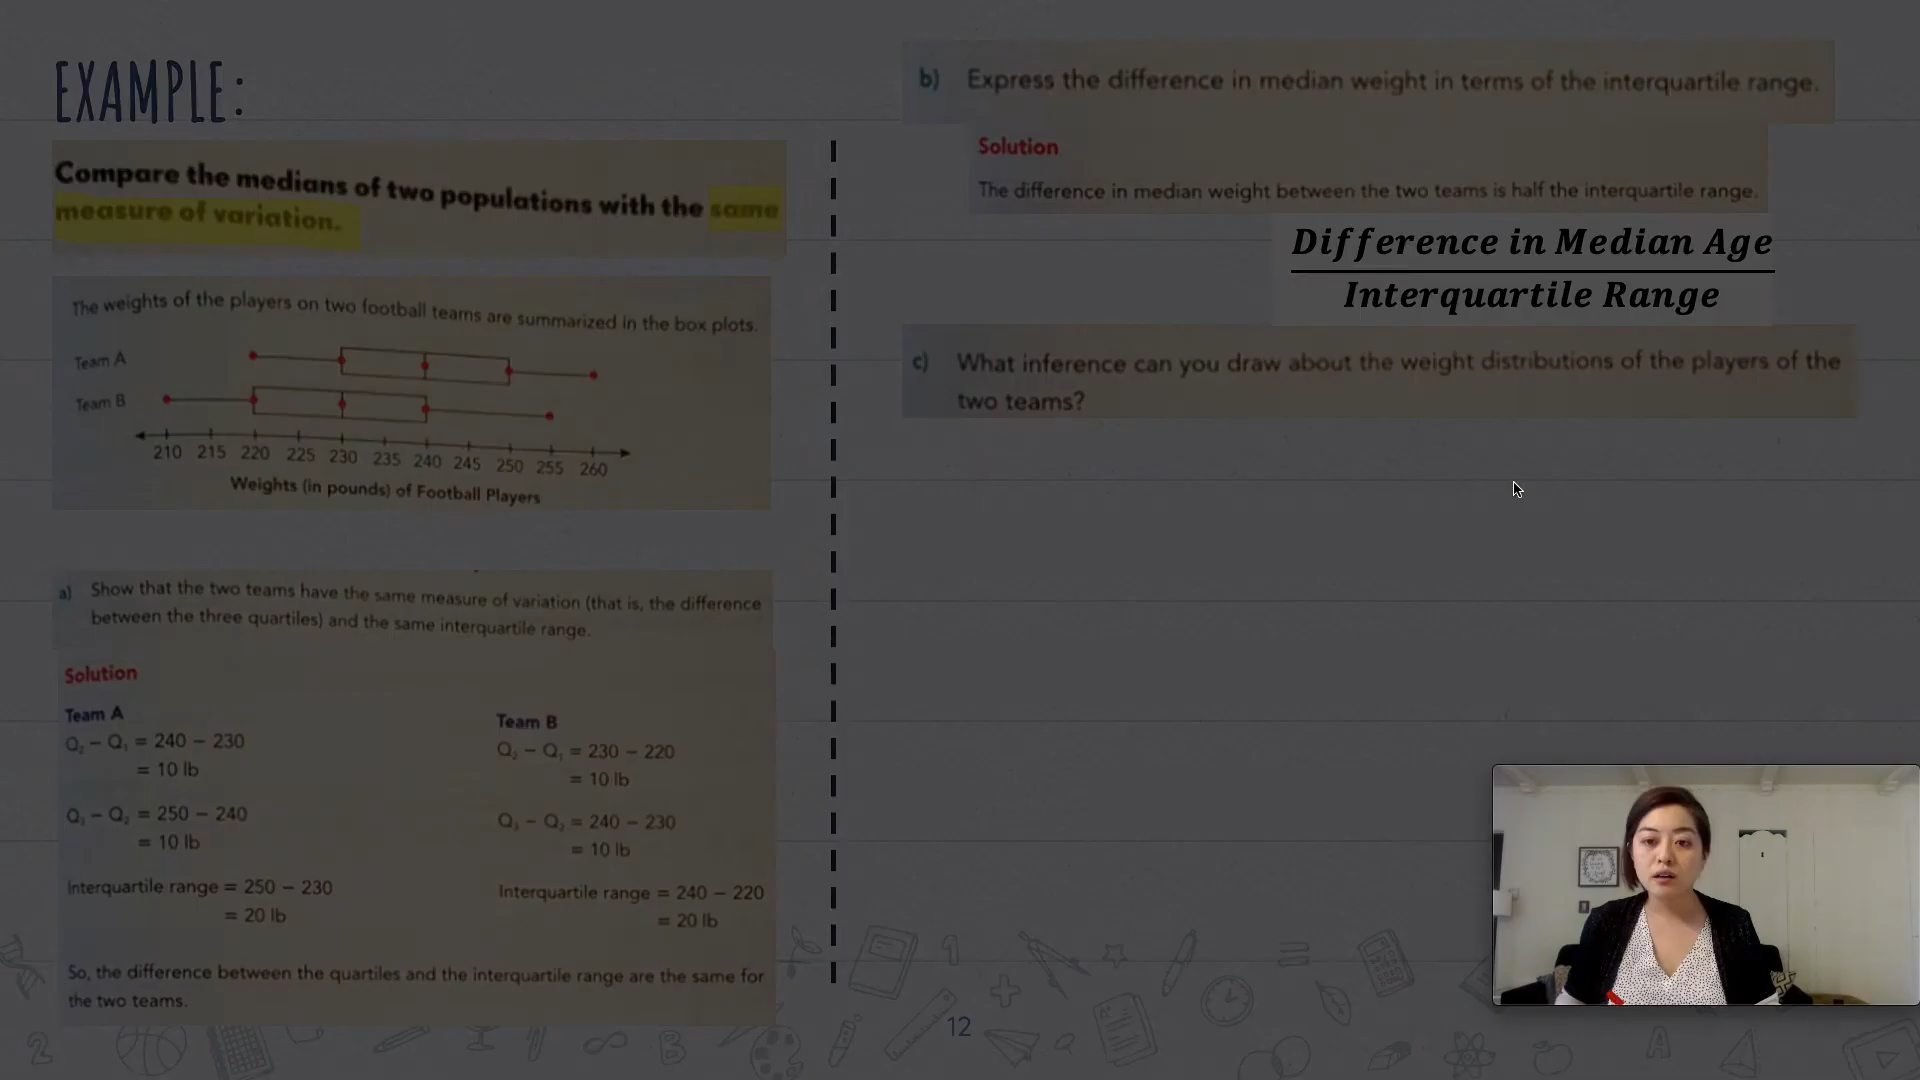 EXAMPLE:
Compare the medians of two populations with the same
measure of variation.
The weights of the players on two football teams are summarized in the box plots.
Team A
Team B
210 215 220 225 230 235 240 245 250 255 260
Weights (in pounds) of Football Players
a) Show that the two teams have the same measure of variation (that is, the difference
between the three quartiles) and the same interquartile range.
Solution
Team A
Q₂ – Q₁ = 240 – 230
= 10 lb
Q₃ – Q₂ = 250 – 240
= 10 lb
Interquartile range = 250 – 230
= 20 lb
Team B
Q₂ – Q₁ = 230 – 220
= 10 lb
Q₃ – Q₂ = 240 – 230
= 10 lb
Interquartile range = 240 – 220
= 20 lb
So, the difference between the quartiles and the interquartile range are the same for
the two teams.
b) Express the difference in median weight in terms of the interquartile range.
Solution
The difference in median weight between the two teams is half the interquartile range.
Difference in Median Age
Interquartile Range
c) What inference can you draw about the weight distributions of the players of the
two teams?
12